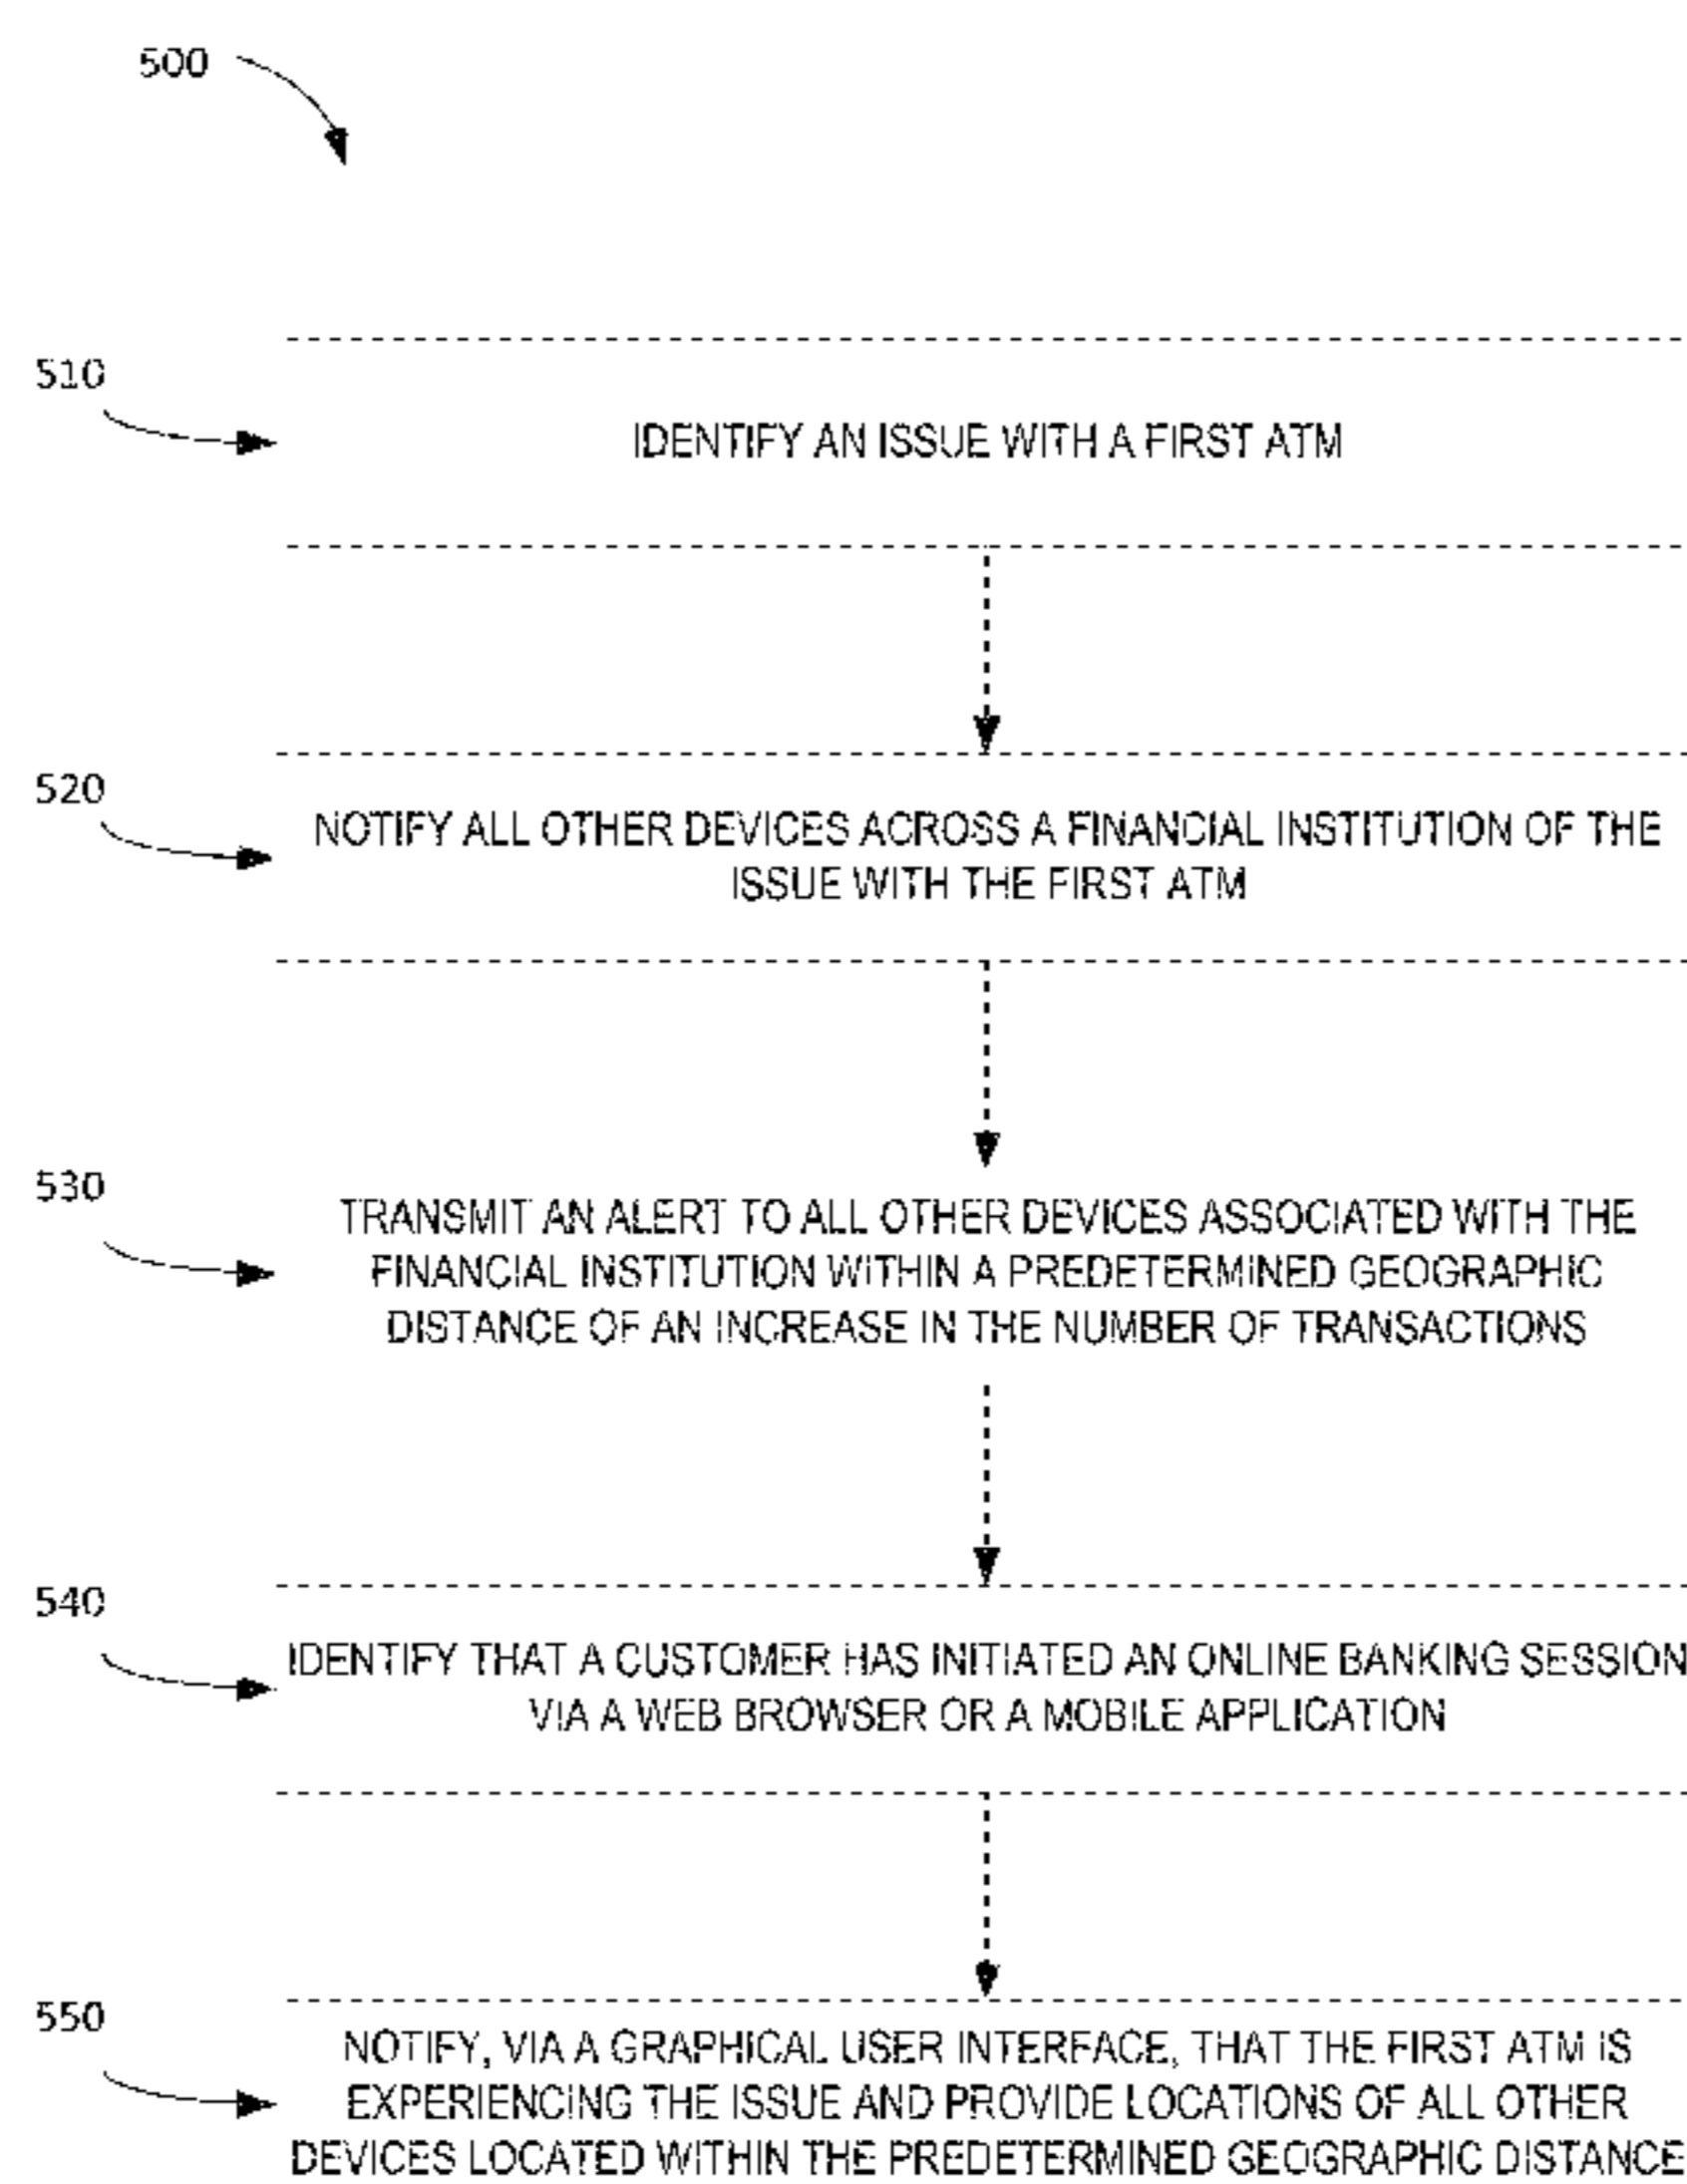 500
510
IDENTIFY AN ISSUE WITH A FIRST ATM
520
NOTIFY ALL OTHER DEVICES ACROSS A FINANCIAL INSTITUTION OF THE
ISSUE WITH THE FIRST ATM
530
TRANSMIT AN ALERT TO ALL OTHER DEVICES ASSOCIATED WITH THE
FINANCIAL INSTITUTION WITHIN A PREDETERMINED GEOGRAPHIC
DISTANCE OF AN INCREASE IN THE NUMBER OF TRANSACTIONS
540
IDENTIFY THAT A CUSTOMER HAS INITIATED AN ONLINE BANKING SESSION
VIA A WEB BROWSER OR A MOBILE APPLICATION
550
NOTIFY, VIA A GRAPHICAL USER INTERFACE, THAT THE FIRST ATM IS
EXPERIENCING THE ISSUE AND PROVIDE LOCATIONS OF ALL OTHER
DEVICES LOCATED WITHIN THE PREDETERMINED GEOGRAPHIC DISTANCE